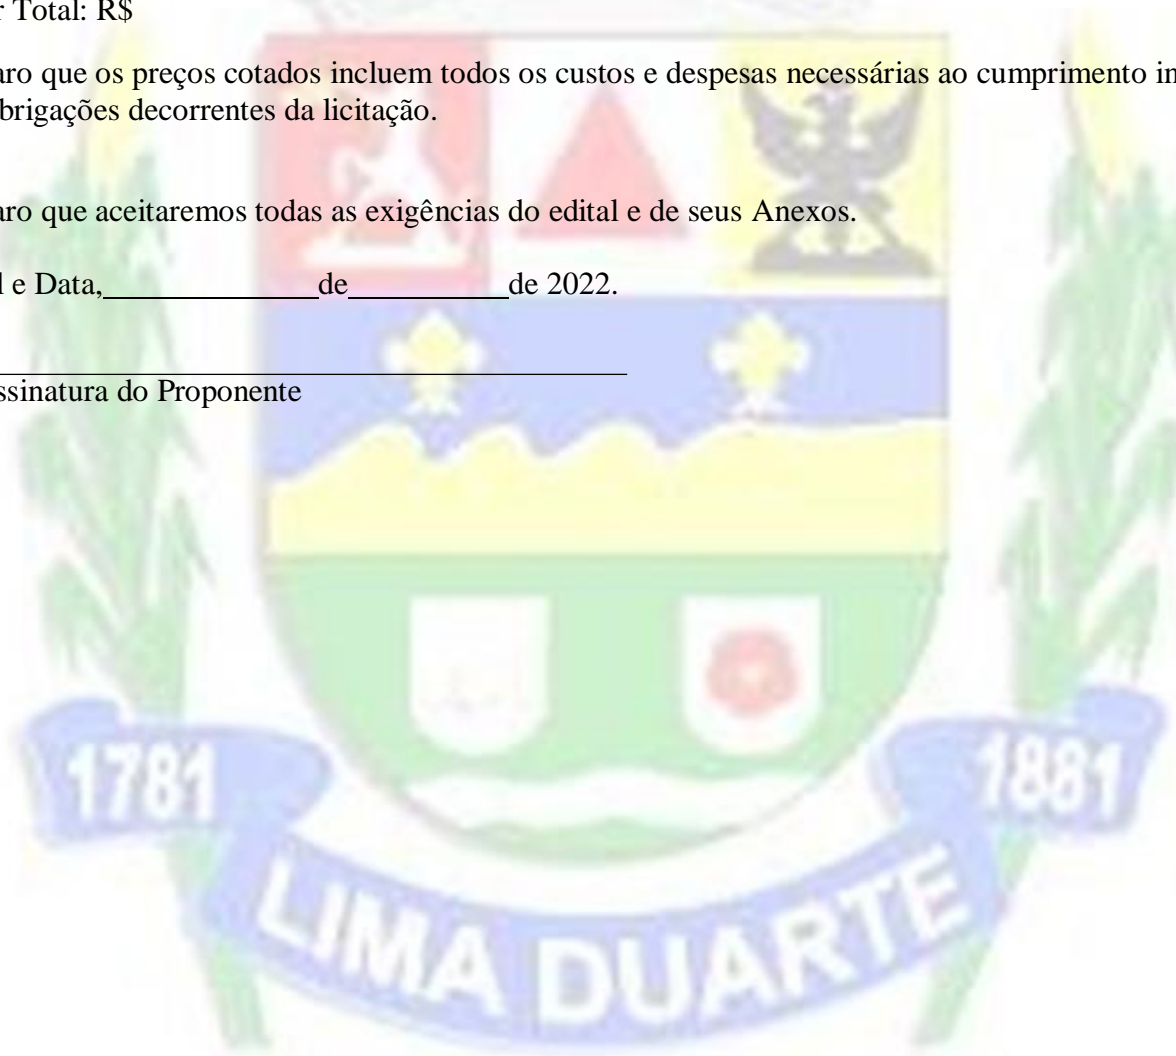 r Total: R$
aro que os preços cotados incluem todos os custos e despesas necessárias ao cumprimento in
brigações decorrentes da licitação.
aro que aceitaremos todas as exigências do edital e de seus Anexos.
l e Data,_____________de__________de 2022.
ssinatura do Proponente
1781
1881
LIMA DUARTE